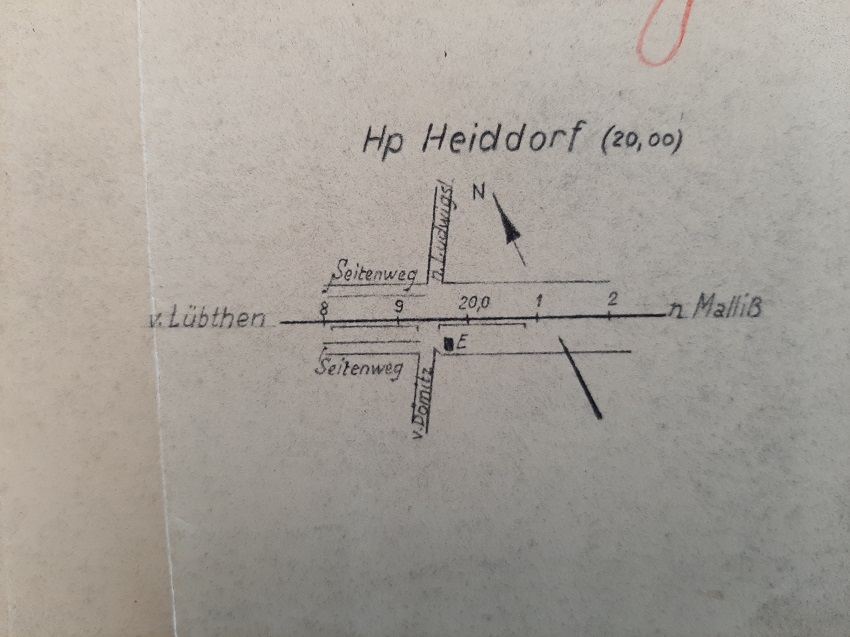 Hp Heiddorf (20,00)
N
n. Ludwigsl.
Seitenweg
8 9 20,0 1 2
v. Lübthen n Malliß
E
Seitenweg
v. Dömitz